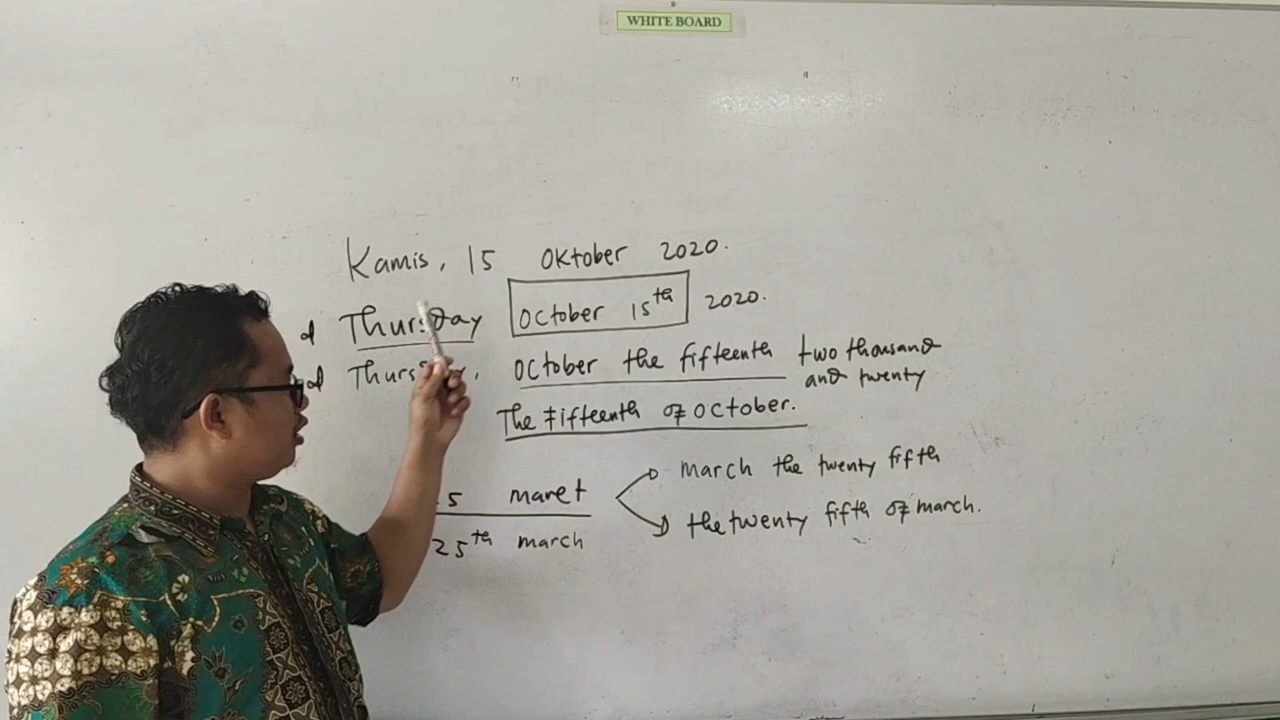 WHITE BOARD
Kamis, 15 Oktober 2020.
Thursday October 15th 2020.
October the fifteenth two thousand
and twenty
The Fifteenth of October.
5 maret
25th march
march the twenty fifth
the twenty fifth of march.